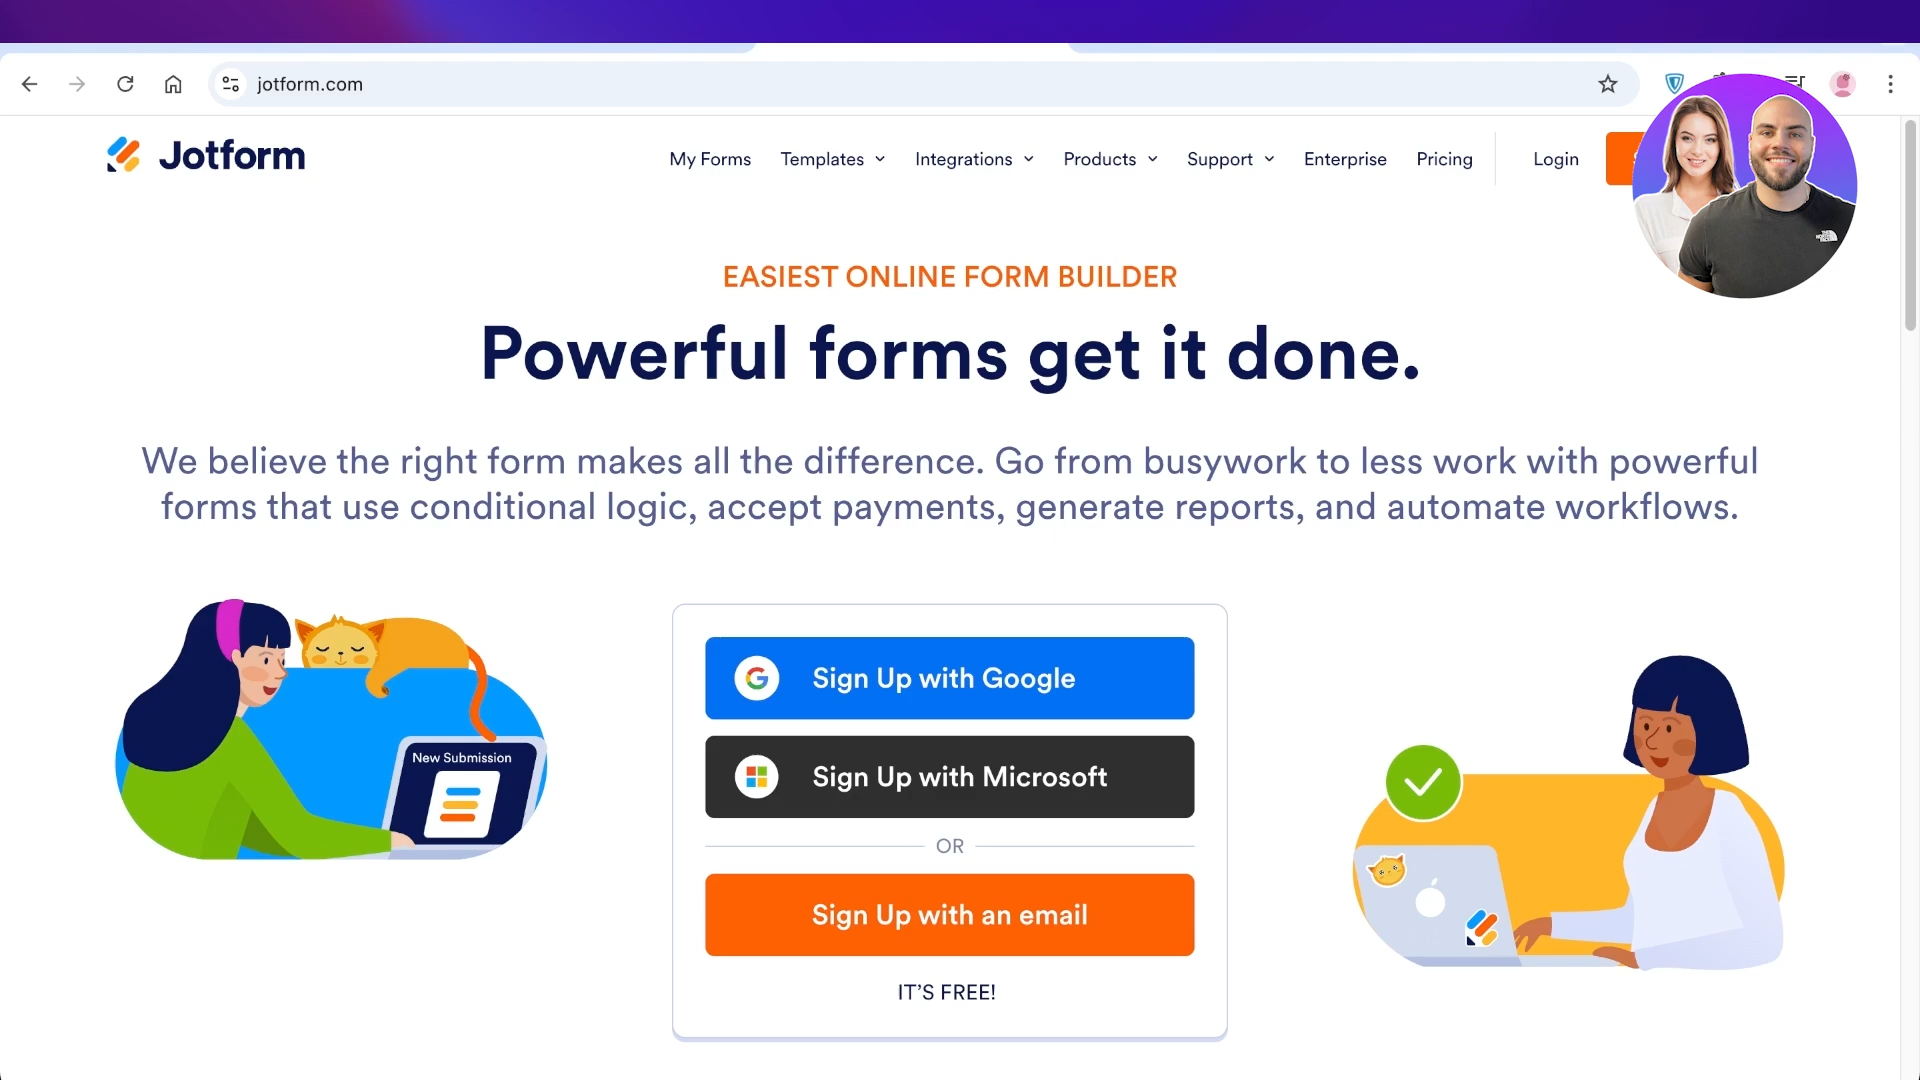 jotform.com
Jotform
My Forms Templates Integrations Products Support Enterprise Pricing Login
EASIEST ONLINE FORM BUILDER
Powerful forms get it done.
We believe the right form makes all the difference. Go from busywork to less work with powerful
forms that use conditional logic, accept payments, generate reports, and automate workflows.
New Submission
Sign Up with Google
Sign Up with Microsoft
OR
Sign Up with an email
IT’S FREE!